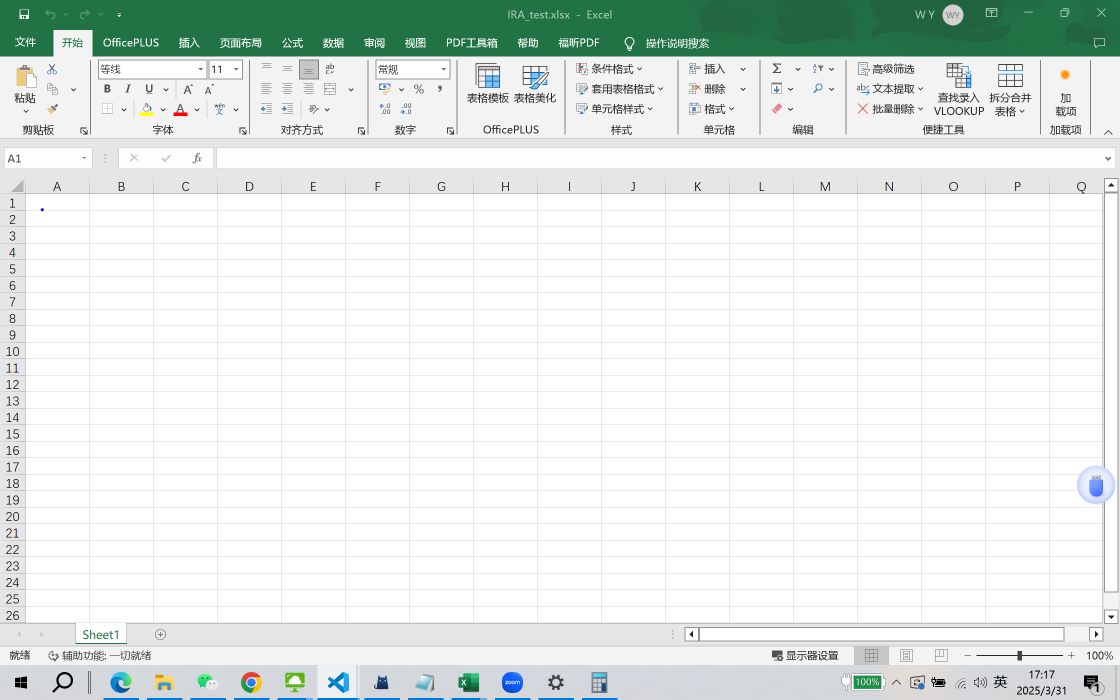 IRA_test.xlsx - Excel
W Y
WY
文件 开始 OfficePLUS 插入 页面布局 公式 数据 审阅 视图 PDF工具箱 帮助 福昕PDF 操作说明搜索
粘贴
剪贴板
等线 11
B I U A A
A wén 文
字体
ab
对齐方式
常规
% ,
数字
表格模板 表格美化
OfficePLUS
条件格式
套用表格格式
单元格样式
样式
插入
删除
格式
单元格
Σ
编辑
高级筛选
文本提取
批量删除
查找录入
VLOOKUP
拆分合并
表格
便捷工具
加
载项
加载项
A1 fx
A B C D E F G H I J K L M N O P Q
1
2
3
4
5
6
7
8
9
10
11
12
13
14
15
16
17
18
19
20
21
22
23
24
25
26
Sheet1
就绪 辅助功能: 一切就绪 显示器设置 100%
zoom
100%
英
17:17
2025/3/31
1